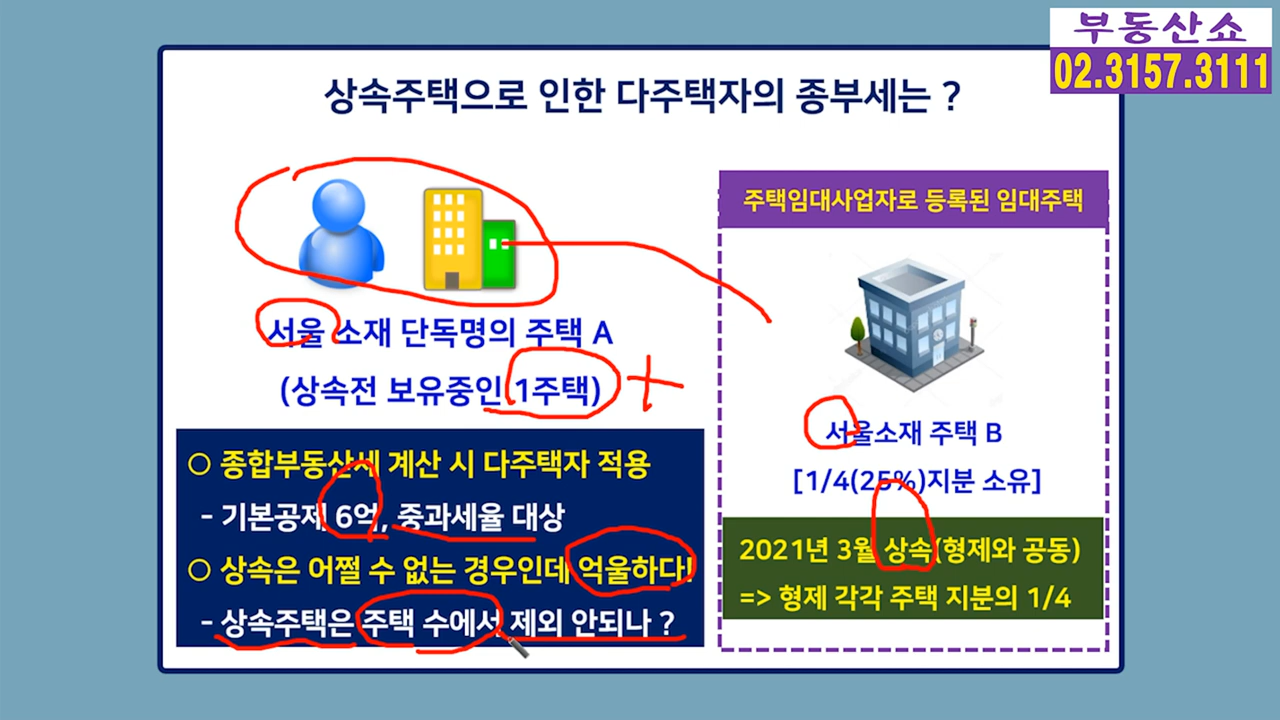 부동산쇼
02.3157.3111
상속주택으로 인한 다주택자의 종부세는 ?
서울 소재 단독명의 주택 A
(상속전 보유중인 1주택)
○ 종합부동산세 계산 시 다주택자 적용
- 기본공제 6억, 중과세율 대상
○ 상속은 어쩔 수 없는 경우인데 억울하다!
- 상속주택은 주택 수에서 제외 안되나 ?
주택임대사업자로 등록된 임대주택
서울소재 주택 B
[1/4(25%)지분 소유]
2021년 3월 상속(형제와 공동)
=> 형제 각각 주택 지분의 1/4